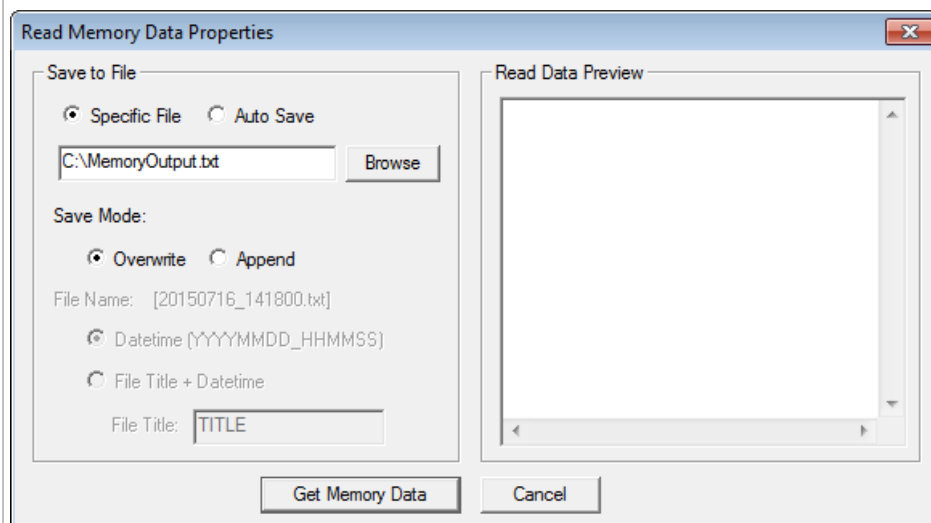 Read Memory Data Properties
Save to File
Specific File Auto Save
C:\MemoryOutput.txt Browse
Save Mode:
Overwrite Append
File Name: [20150716_141800.txt]
Datetime (YYYYMMDD_HHMMSS)
File Title + Datetime
File Title: TITLE
Read Data Preview
Get Memory Data Cancel